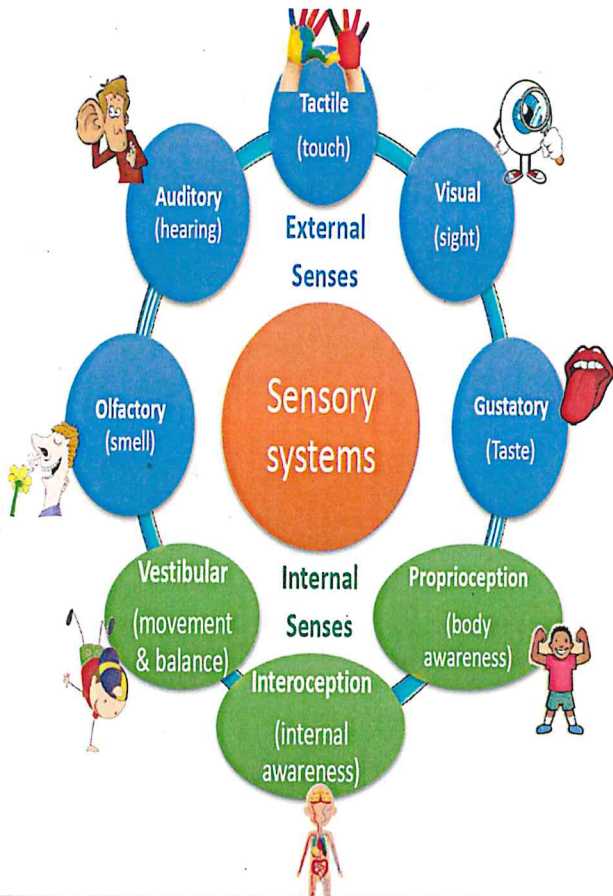 Tactile
(touch)
Auditory
(hearing)
Visual
(sight)
External
Senses
Olfactory
(smell)
Sensory
systems
Gustatory
(Taste)
Vestibular
(movement
& balance)
Internal
Senses
Proprioception
(body
awareness)
Interoception
(internal
awareness)